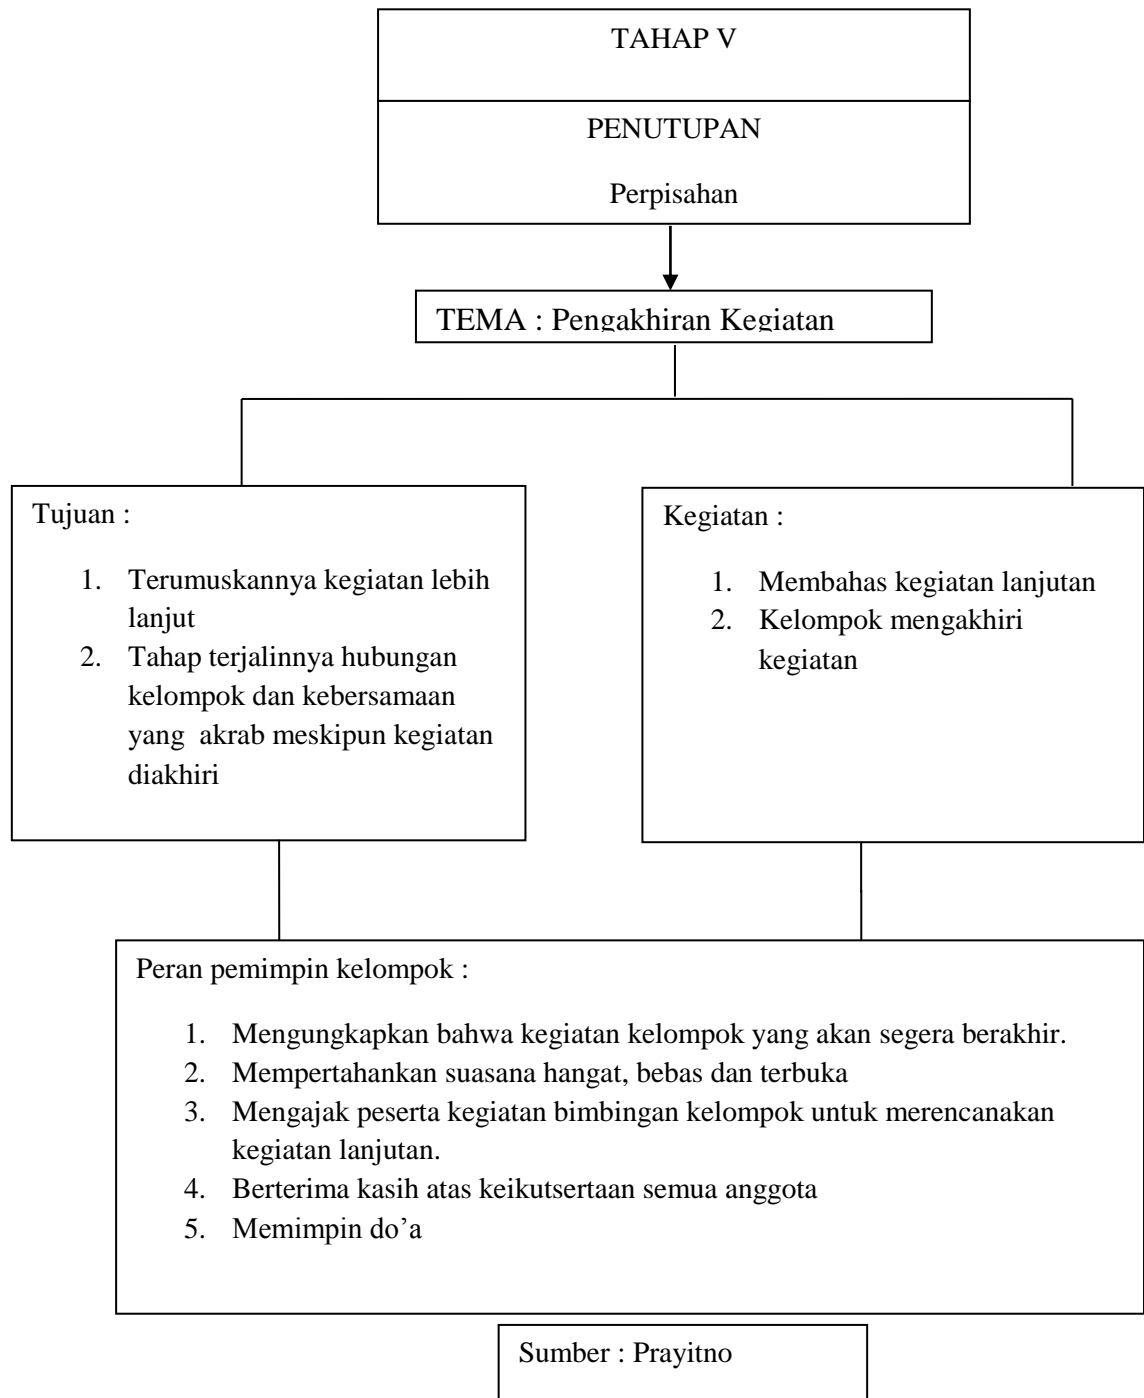 TAHAP V
PENUTUPAN
Perpisahan
TEMA : Pengakhiran Kegiatan
Tujuan :
1. Terumuskannya kegiatan lebih
lanjut
2. Tahap terjalinnya hubungan
kelompok dan kebersamaan
yang akrab meskipun kegiatan
diakhiri
Kegiatan :
1. Membahas kegiatan lanjutan
2. Kelompok mengakhiri
kegiatan
Peran pemimpin kelompok :
1. Mengungkapkan bahwa kegiatan kelompok yang akan segera berakhir.
2. Mempertahankan suasana hangat, bebas dan terbuka
3. Mengajak peserta kegiatan bimbingan kelompok untuk merencanakan
kegiatan lanjutan.
4. Berterima kasih atas keikutsertaan semua anggota
5. Memimpin do’a
Sumber : Prayitno